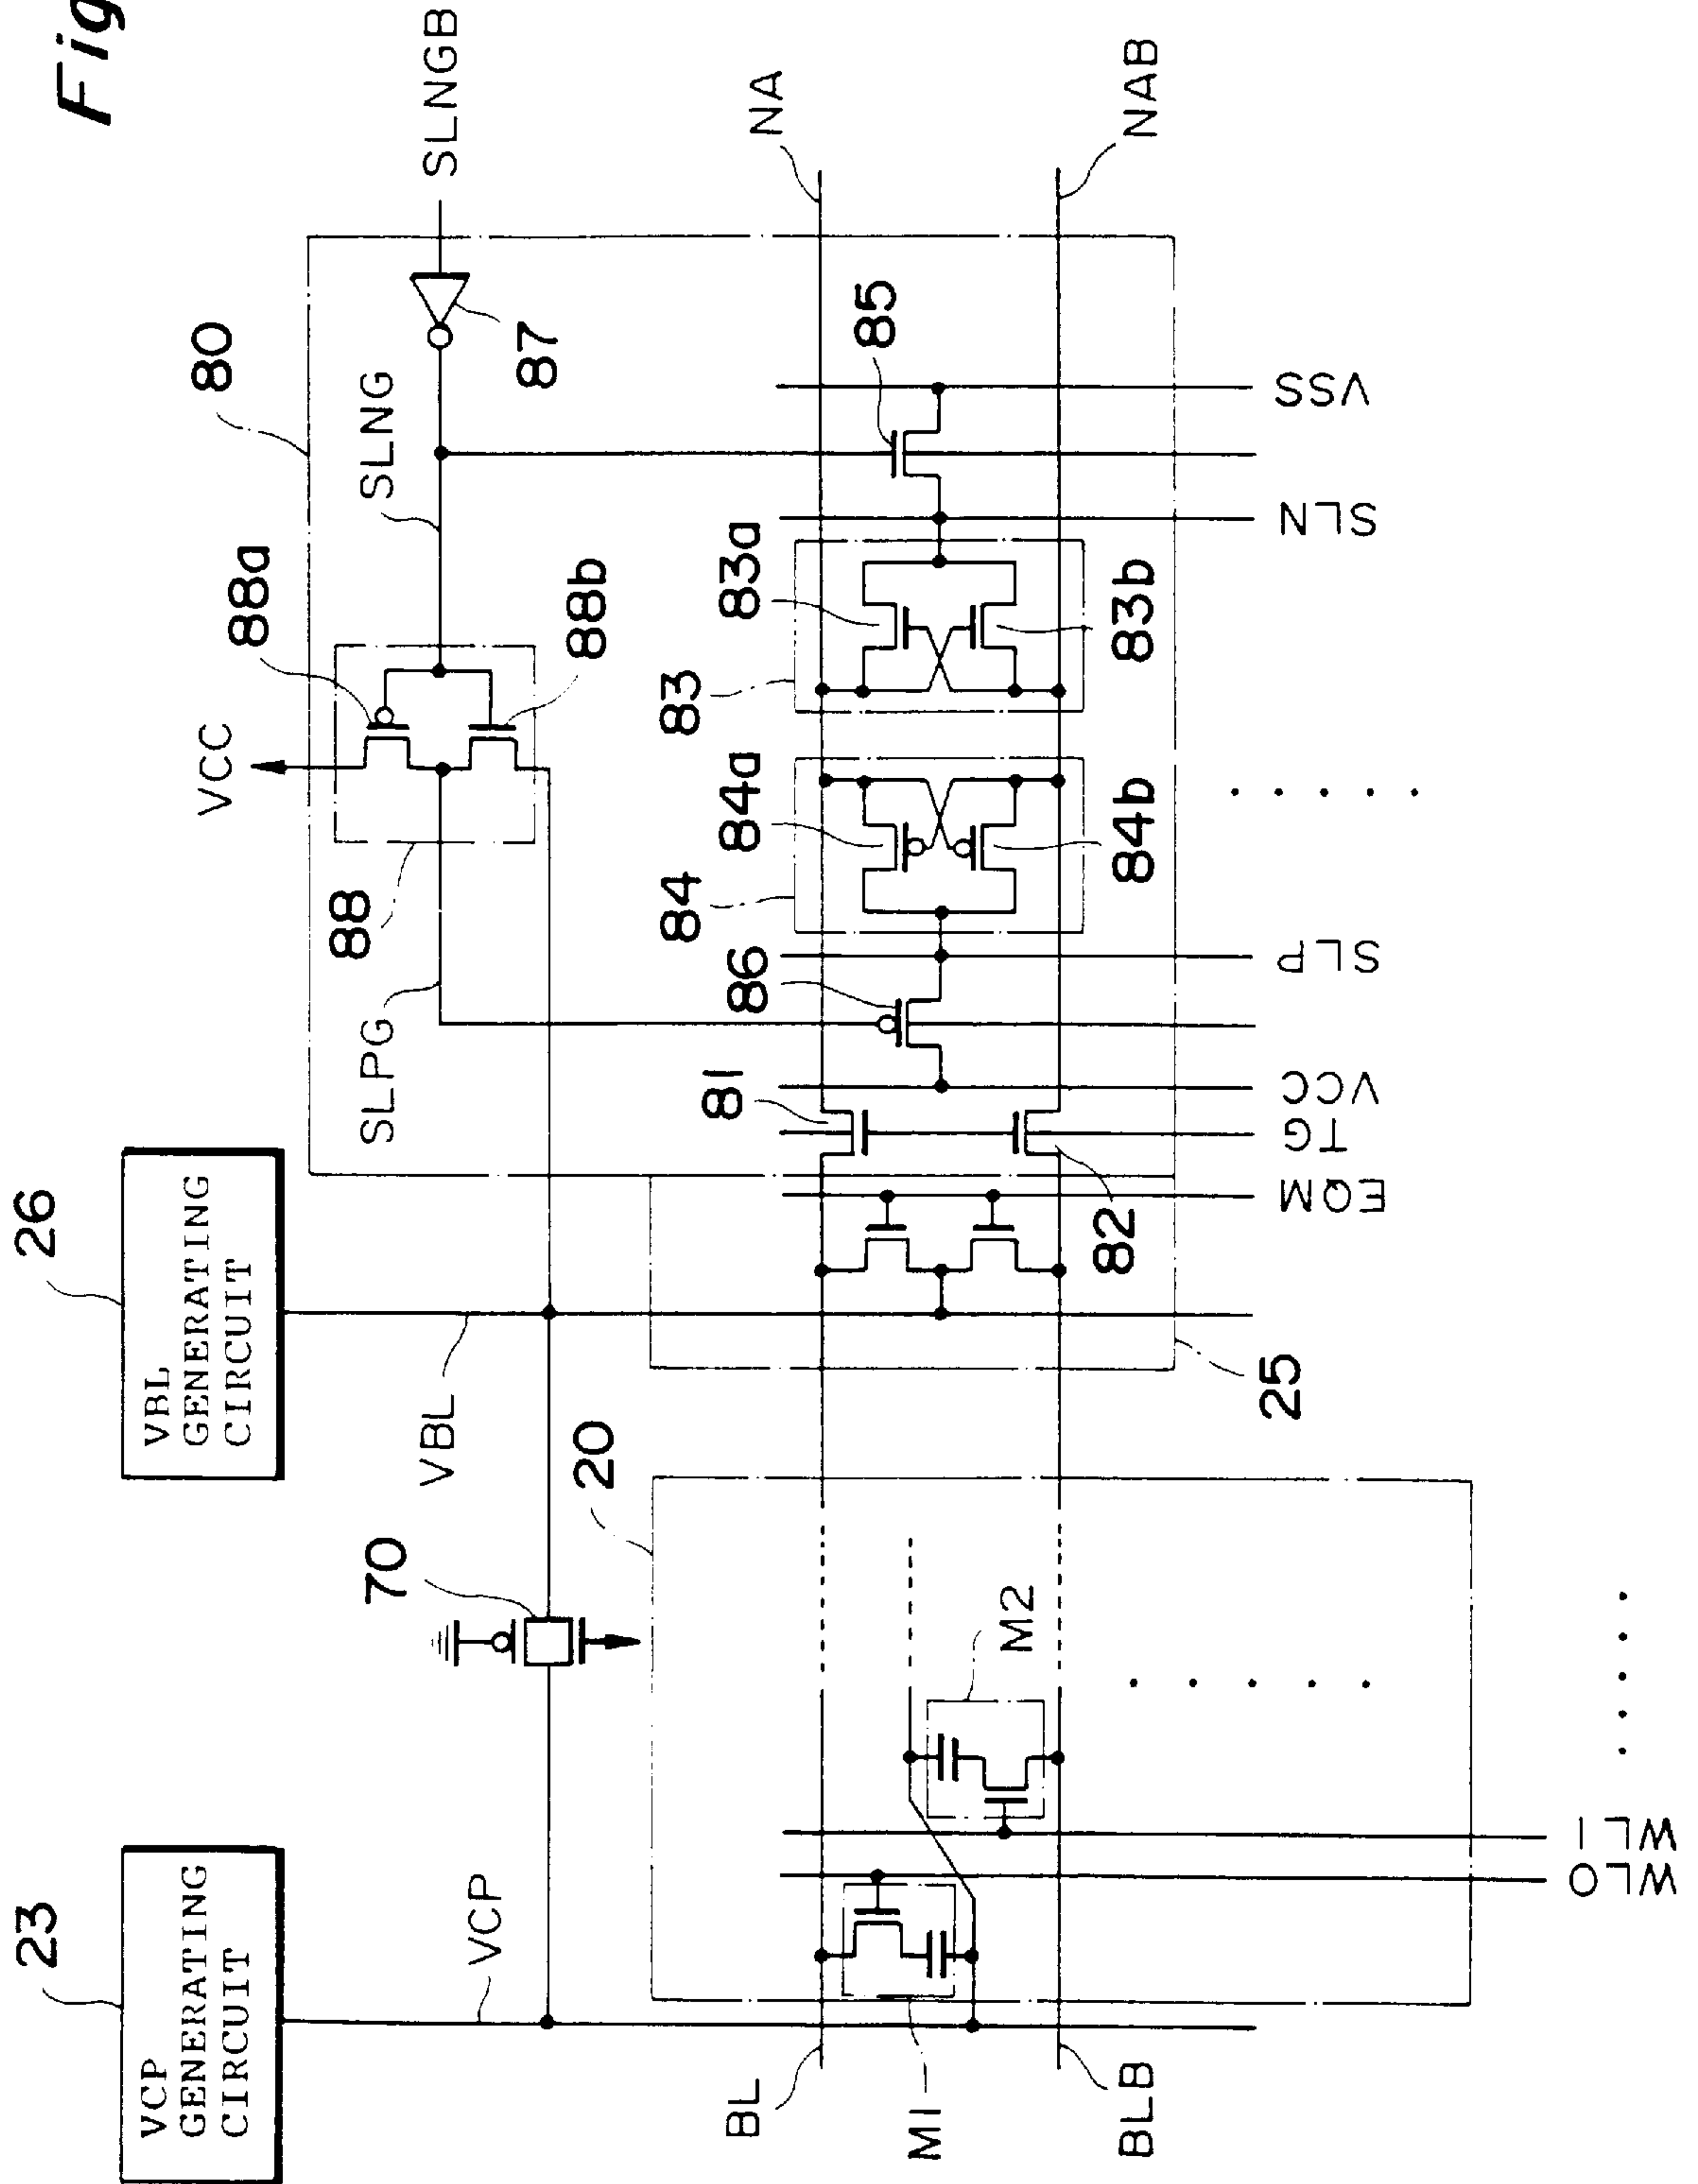 Fig
SLNGB
NA
NAB
80
87
SLNG
85
VSS
88a
88b
83a
83b
83
SLN
VCC
88
84a
84b
84
86
SLP
SLPG
81
VCC
TG
82
EQM
26
VBL
GENERATING
CIRCUIT
VBL
25
20
70
M2
23
VCP
GENERATING
CIRCUIT
VCP
WL1
WL0
BL
M1
BLB